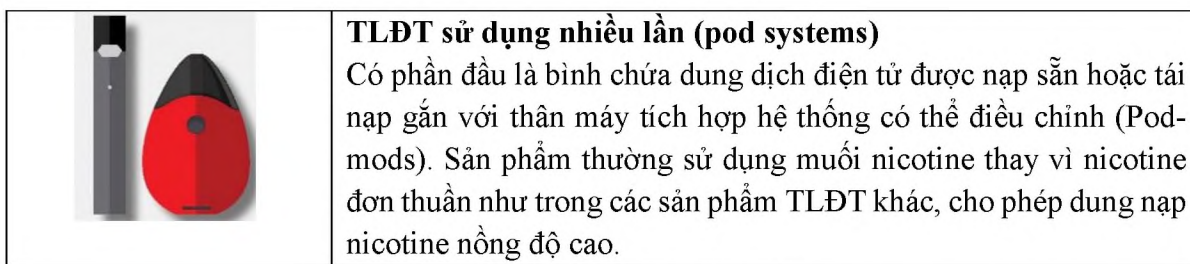 TLĐT sử dụng nhiều lần (pod systems)
Có phần đầu là bình chứa dung dịch điện tử được nạp sẵn hoặc tái
nạp gắn với thân máy tích hợp hệ thống có thể điều chỉnh (Pod-
mods). Sản phẩm thường sử dụng muối nicotine thay vì nicotine
đơn thuần như trong các sản phẩm TLĐT khác, cho phép dung nạp
nicotine nồng độ cao.